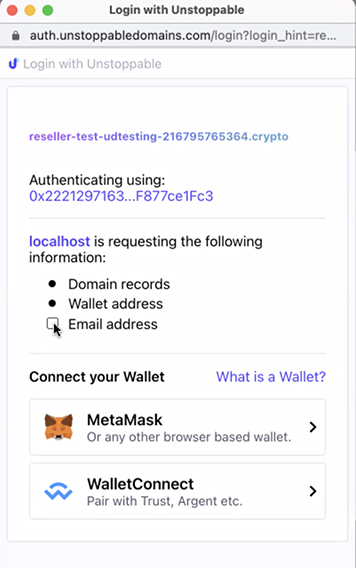 Login with Unstoppable
auth.unstoppabledomains.com/login?login_hint=re...
Login with Unstoppable
reseller-test-udtesting-216795765364.crypto
Authenticating using:
0x2221297163...F877ce1Fc3
localhost is requesting the following
information:
Domain records
Wallet address
Email address
Connect your Wallet
What is a Wallet?
MetaMask
Or any other browser based wallet.
WalletConnect
Pair with Trust, Argent etc.